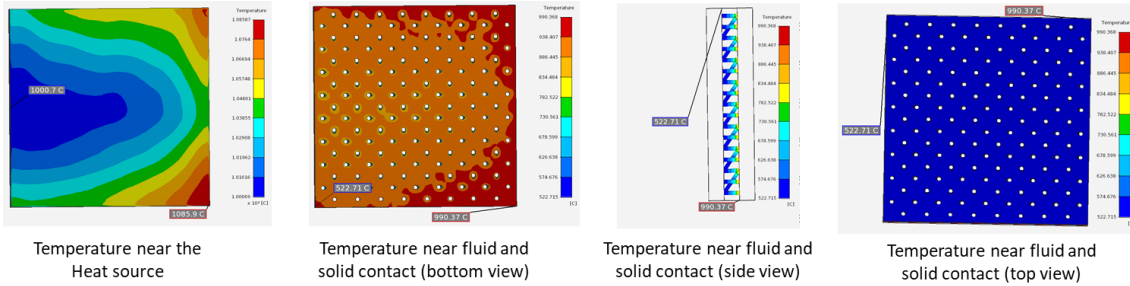 Temperature
1.08587
1.0764
1.06694
1.05748
1.04801
1.03855
1.02908
1.01962
1.01016
1.00000
x 10³ [C]
1000.7 C
1085.9 C
Temperature near the
Heat source
Temperature
990.368
938.407
886.445
834.484
782.522
730.561
678.599
626.638
574.676
522.715
[C]
522.71 C
990.37 C
Temperature near fluid and
solid contact (bottom view)
Temperature
990.368
938.407
886.445
834.484
782.522
730.561
678.599
626.638
574.676
522.715
[C]
522.71 C
990.37 C
Temperature near fluid and
solid contact (side view)
990.37 C
990.368
938.407
886.445
834.484
782.522
730.561
678.599
626.638
574.676
522.715
522.71 C
Temperature near fluid and
solid contact (top view)